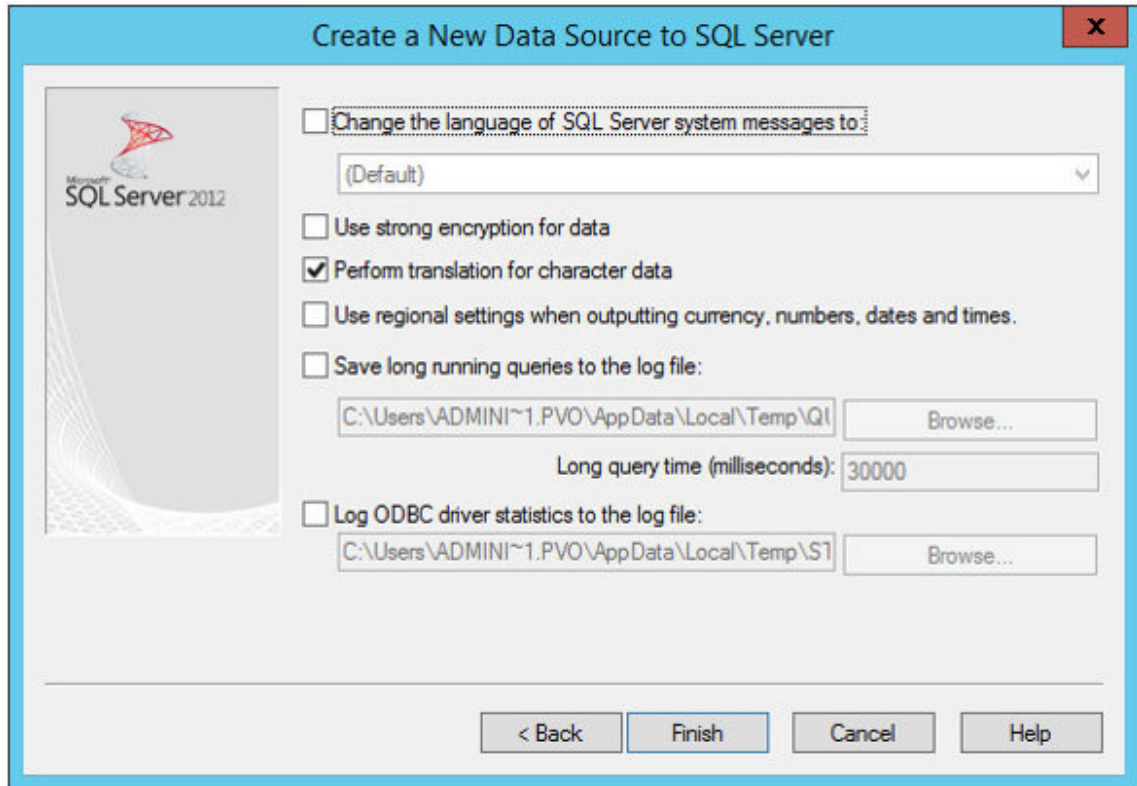 Create a New Data Source to SQL Server
X
Microsoft®
SQL Server 2012
Change the language of SQL Server system messages to:
(Default)
Use strong encryption for data
Perform translation for character data
Use regional settings when outputting currency, numbers, dates and times.
Save long running queries to the log file:
C:\Users\ADMINI~1.PVO\AppData\Local\Temp\QU Browse...
Long query time (milliseconds): 30000
Log ODBC driver statistics to the log file:
C:\Users\ADMINI~1.PVO\AppData\Local\Temp\ST Browse...
< Back Finish Cancel Help